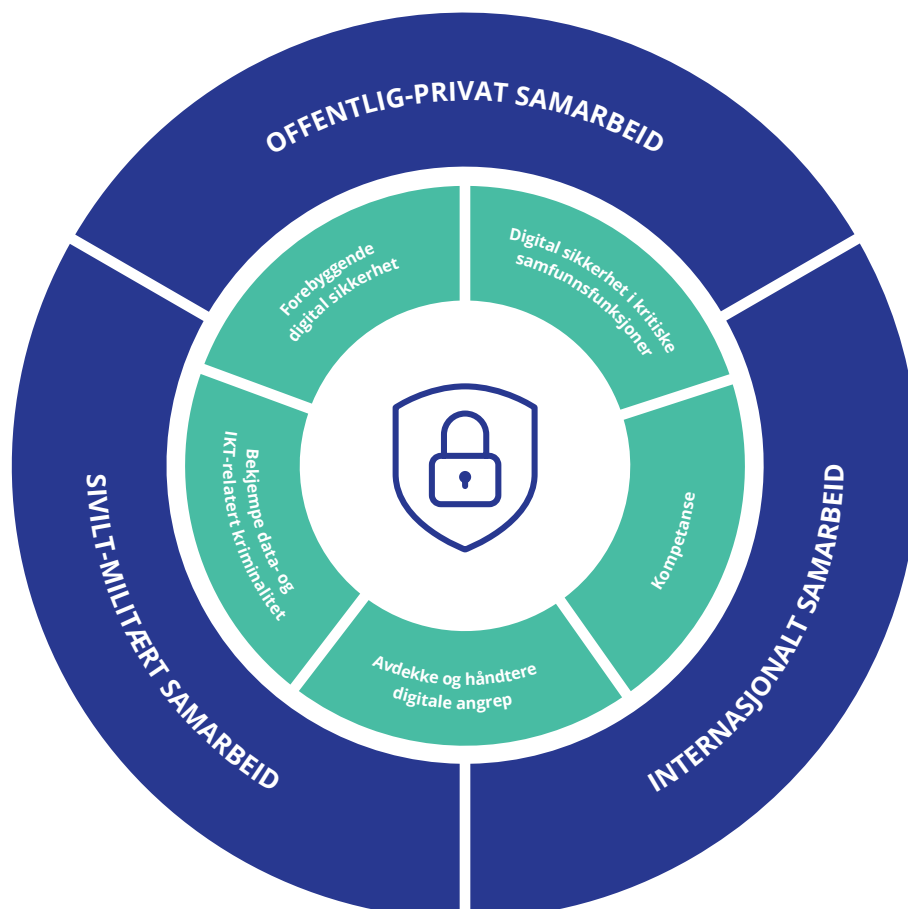 OFFENTLIG-PRIVAT SAMARBEID
Forebyggende
digital sikkerhet
Digital sikkerhet i kritiske
samfunnsfunksjoner
Kompetanse
Avdekke og håndtere
digitale angrep
Bekjempe data- og
IKT-relatert kriminalitet
SIVILT-MILITÆRT SAMARBEID
INTERNASJONALT SAMARBEID